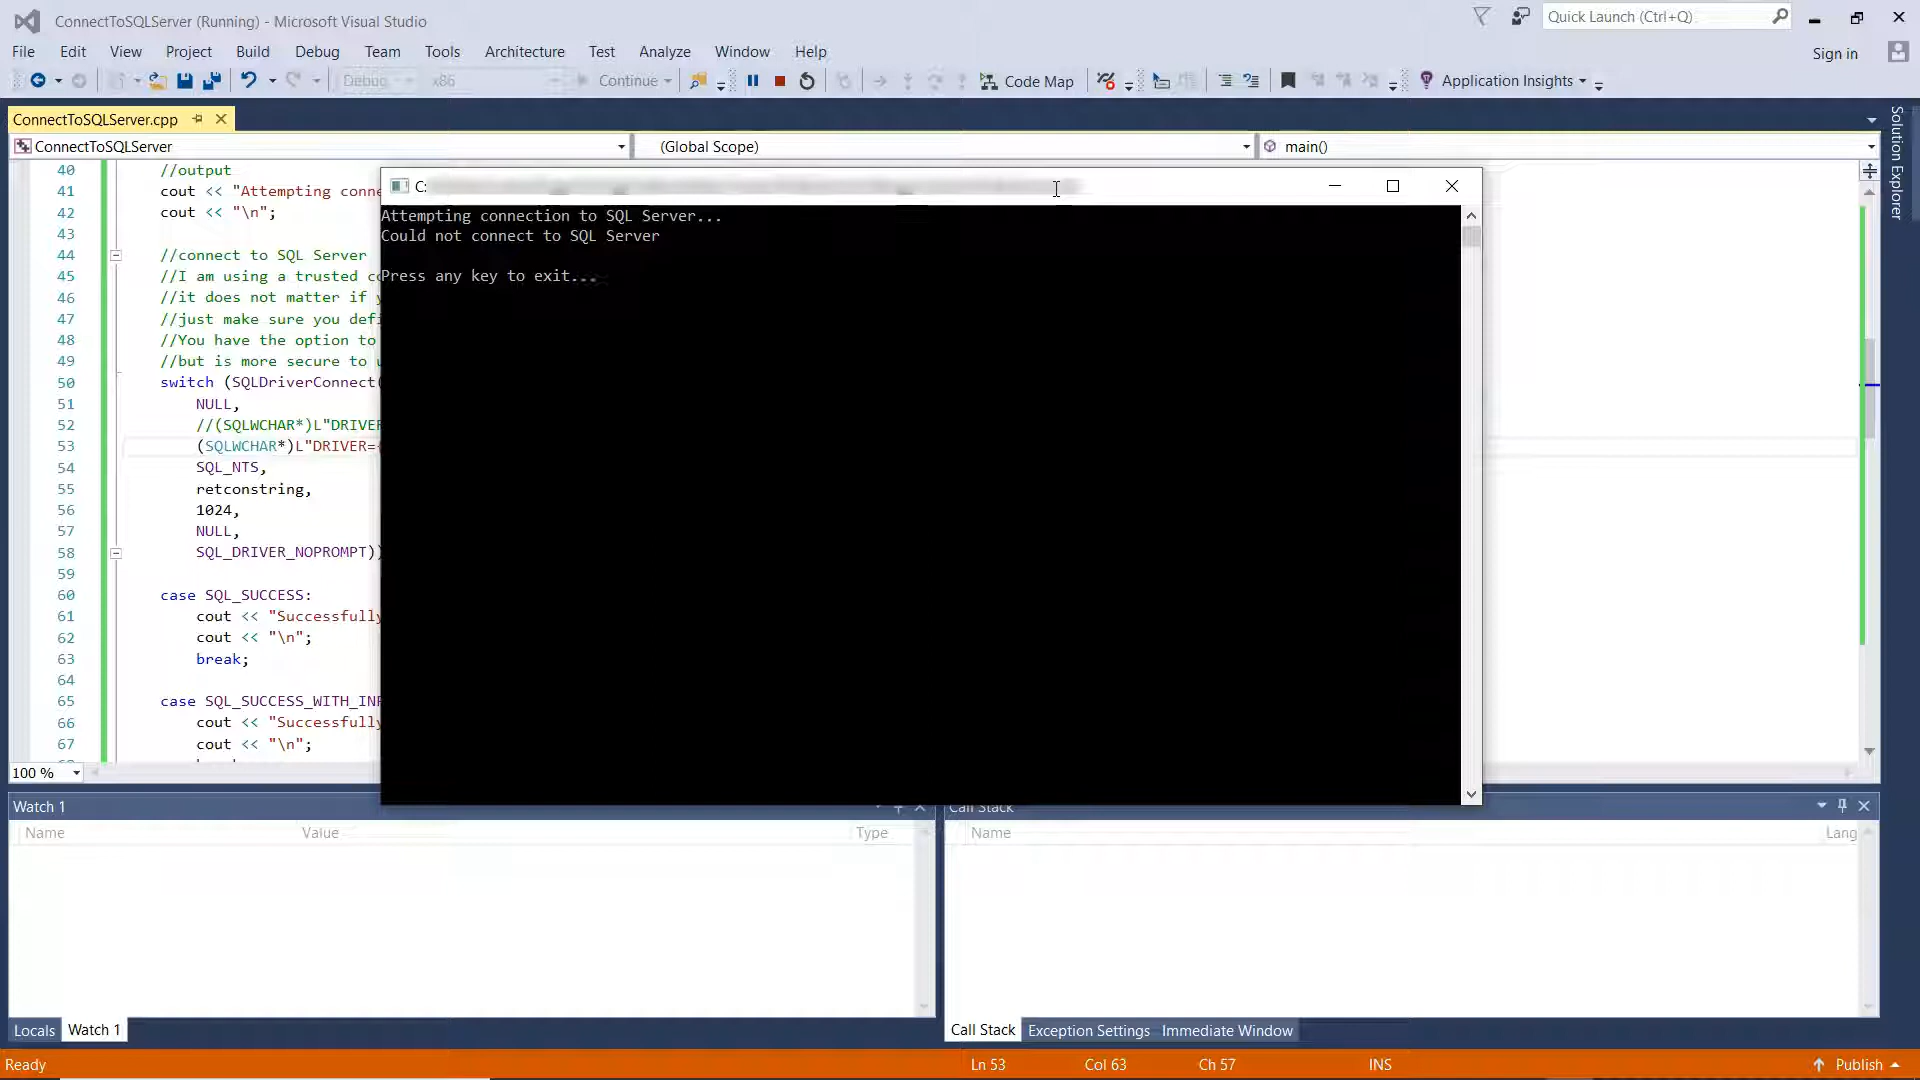 ConnectToSQLServer (Running) - Microsoft Visual Studio
Quick Launch (Ctrl+Q)
File Edit View Project Build Debug Team Tools Architecture Test Analyze Window Help
Sign in
Debug x86 Continue Code Map Application Insights
ConnectToSQLServer.cpp
Solution Explorer
ConnectToSQLServer (Global Scope) main()
C:
Attempting connection to SQL Server...
Could not connect to SQL Server
Press any key to exit...
40 //output
41 cout << "Attempting conne
42 cout << "\n";
43
44 //connect to SQL Server
45 //I am using a trusted
46 //it does not matter if
47 //just make sure you defi
48 //You have the option to
49 //but is more secure to
50 switch (SQLDriverConnect(
51 NULL,
52 //(SQLWCHAR*)L"DRIVER
53 (SQLWCHAR*)L"DRIVER=
54 SQL_NTS,
55 retconstring,
56 1024,
57 NULL,
58 SQL_DRIVER_NOPROMPT))
59
60 case SQL_SUCCESS:
61 cout << "Successfully
62 cout << "\n";
63 break;
64
65 case SQL_SUCCESS_WITH_INF
66 cout << "Successfully
67 cout << "\n";
100 %
Watch 1
Name Value Type
Call Stack
Name Lang
Locals Watch 1
Call Stack Exception Settings Immediate Window
Ready Ln 53 Col 63 Ch 57 INS Publish